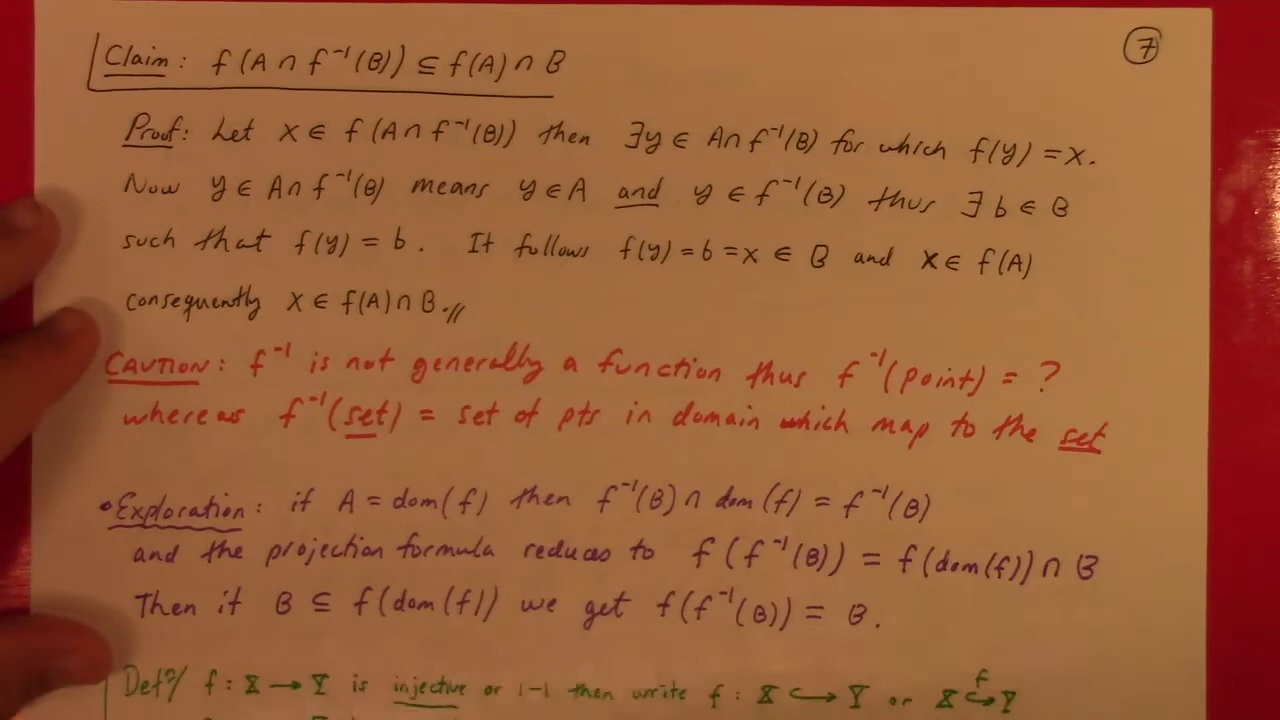 7
Claim: f(A ∩ f⁻¹(B)) ⊆ f(A) ∩ B
Proof: Let x ∈ f(A ∩ f⁻¹(B)) then ∃y ∈ A ∩ f⁻¹(B) for which f(y) = x.
Now y ∈ A ∩ f⁻¹(B) means y ∈ A and y ∈ f⁻¹(B) thus ∃ b ∈ B
such that f(y) = b. It follows f(y) = b = x ∈ B and x ∈ f(A)
consequently x ∈ f(A) ∩ B.//
CAUTION: f⁻¹ is not generally a function thus f⁻¹(point) = ?
whereas f⁻¹(set) = set of pts in domain which map to the set
• Exploration: if A = dom(f) then f⁻¹(B) ∩ dom(f) = f⁻¹(B)
and the projection formula reduces to f(f⁻¹(B)) = f(dom(f)) ∩ B
Then if B ⊆ f(dom(f)) we get f(f⁻¹(B)) = B.
Defⁿ/ f: X → Y is injective or 1-1 then write f: X ↪ Y or X ↪ᶠ Y